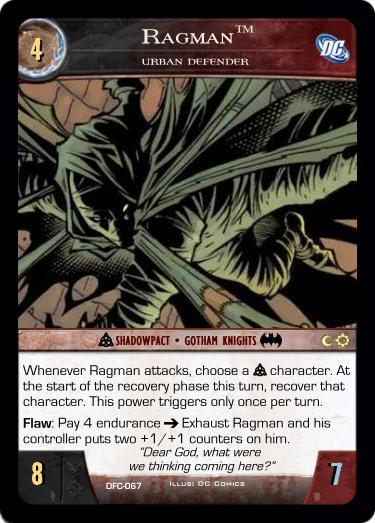 4
RAGMAN™
DC
URBAN DEFENDER
SHADOWPACT • GOTHAM KNIGHTS
Whenever Ragman attacks, choose a character. At
the start of the recovery phase this turn, recover that
character. This power triggers only once per turn.
Flaw: Pay 4 endurance ➔ Exhaust Ragman and his
controller puts two +1/+1 counters on him.
"Dear God, what were
we thinking coming here?"
8
DFC-067
Illus: DC Comics
7